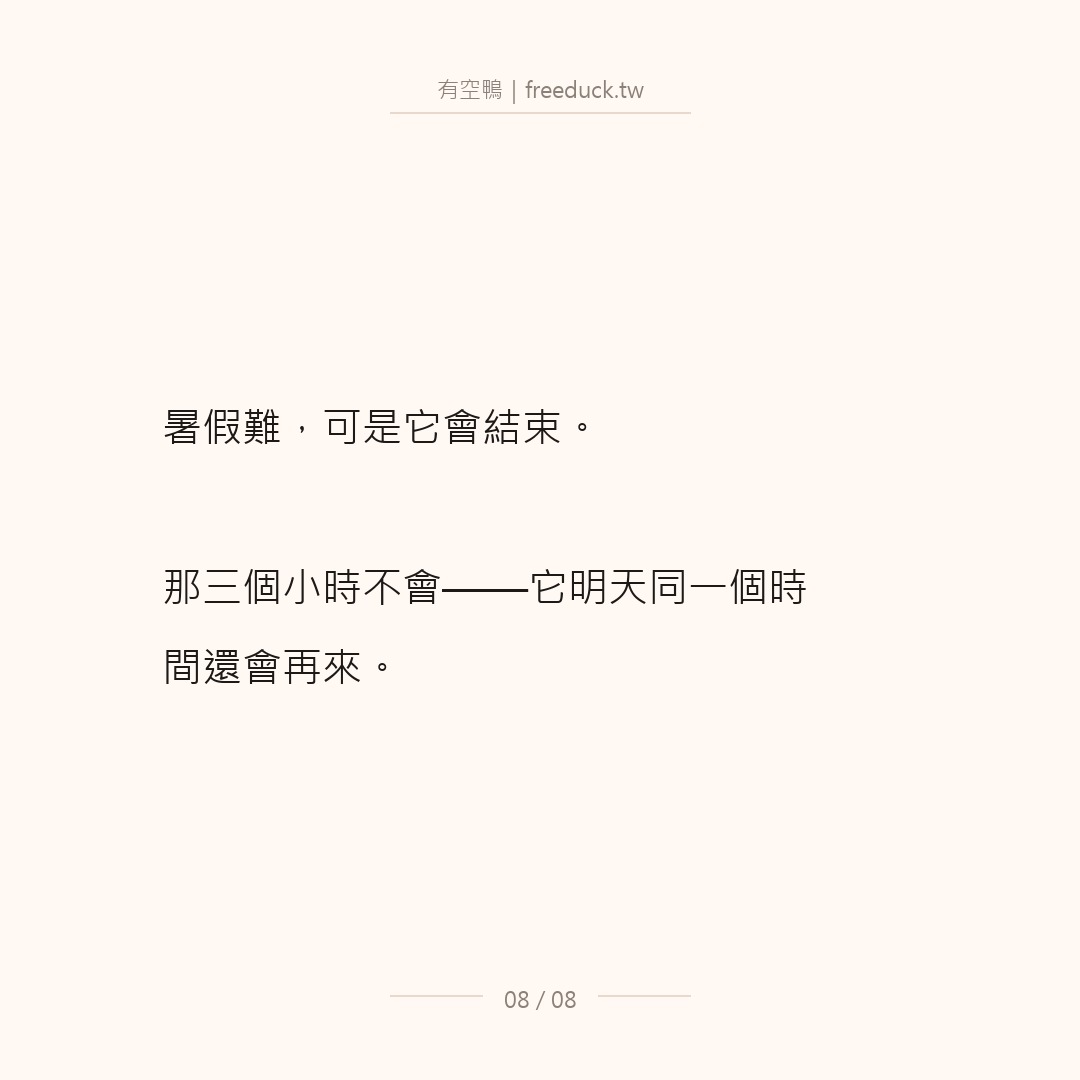 有空鴨｜freeduck.tw
暑假難，可是它會結束。
那三個小時不會——它明天同一個時
間還會再來。
08 / 08